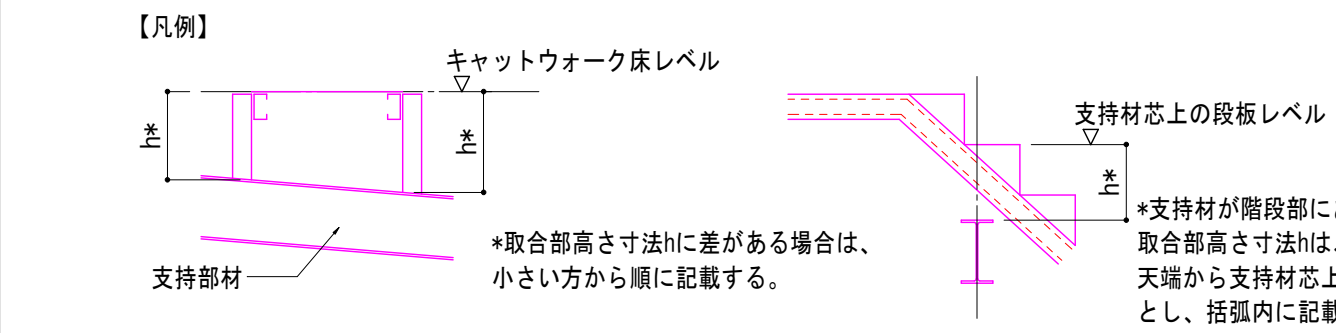 【凡例】
キャットウォーク床レベル
h*
h*
支持部材
*取合部高さ寸法hに差がある場合は、
小さい方から順に記載する。
支持材芯上の段板レベル
h*
*支持材が階段部に
取合部高さ寸法hは、
天端から支持材芯上
とし、括弧内に記載